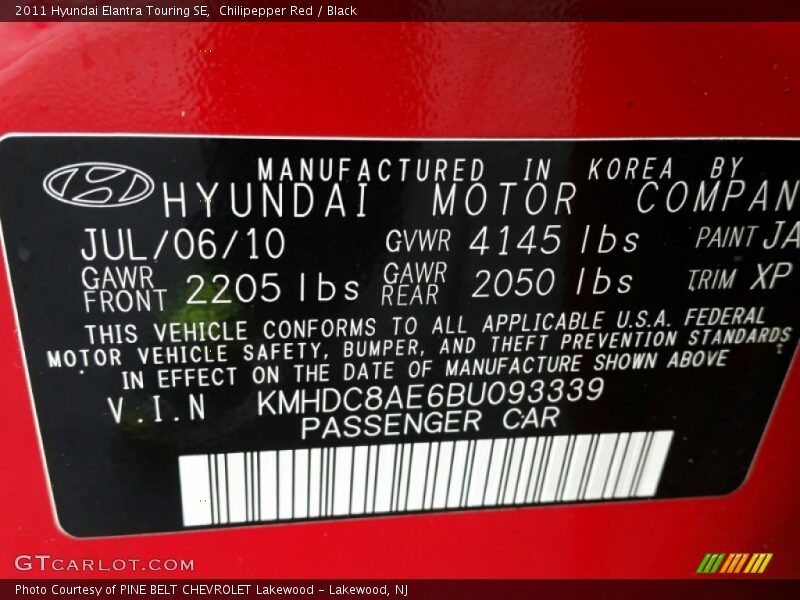 2011 Hyundai Elantra Touring SE,  Chilipepper Red / Black
MANUFACTURED IN KOREA BY
HYUNDAI MOTOR COMPAN
JUL/06/10 GVWR 4145 lbs PAINT JA
GAWR FRONT 2205 lbs GAWR REAR 2050 lbs TRIM XP
THIS VEHICLE CONFORMS TO ALL APPLICABLE U.S.A. FEDERAL
MOTOR VEHICLE SAFETY, BUMPER, AND THEFT PREVENTION STANDARDS
IN EFFECT ON THE DATE OF MANUFACTURE SHOWN ABOVE
V.I.N KMHDC8AE6BU093339
PASSENGER CAR
GTCARLOT.COM
Photo Courtesy of PINE BELT CHEVROLET Lakewood - Lakewood, NJ